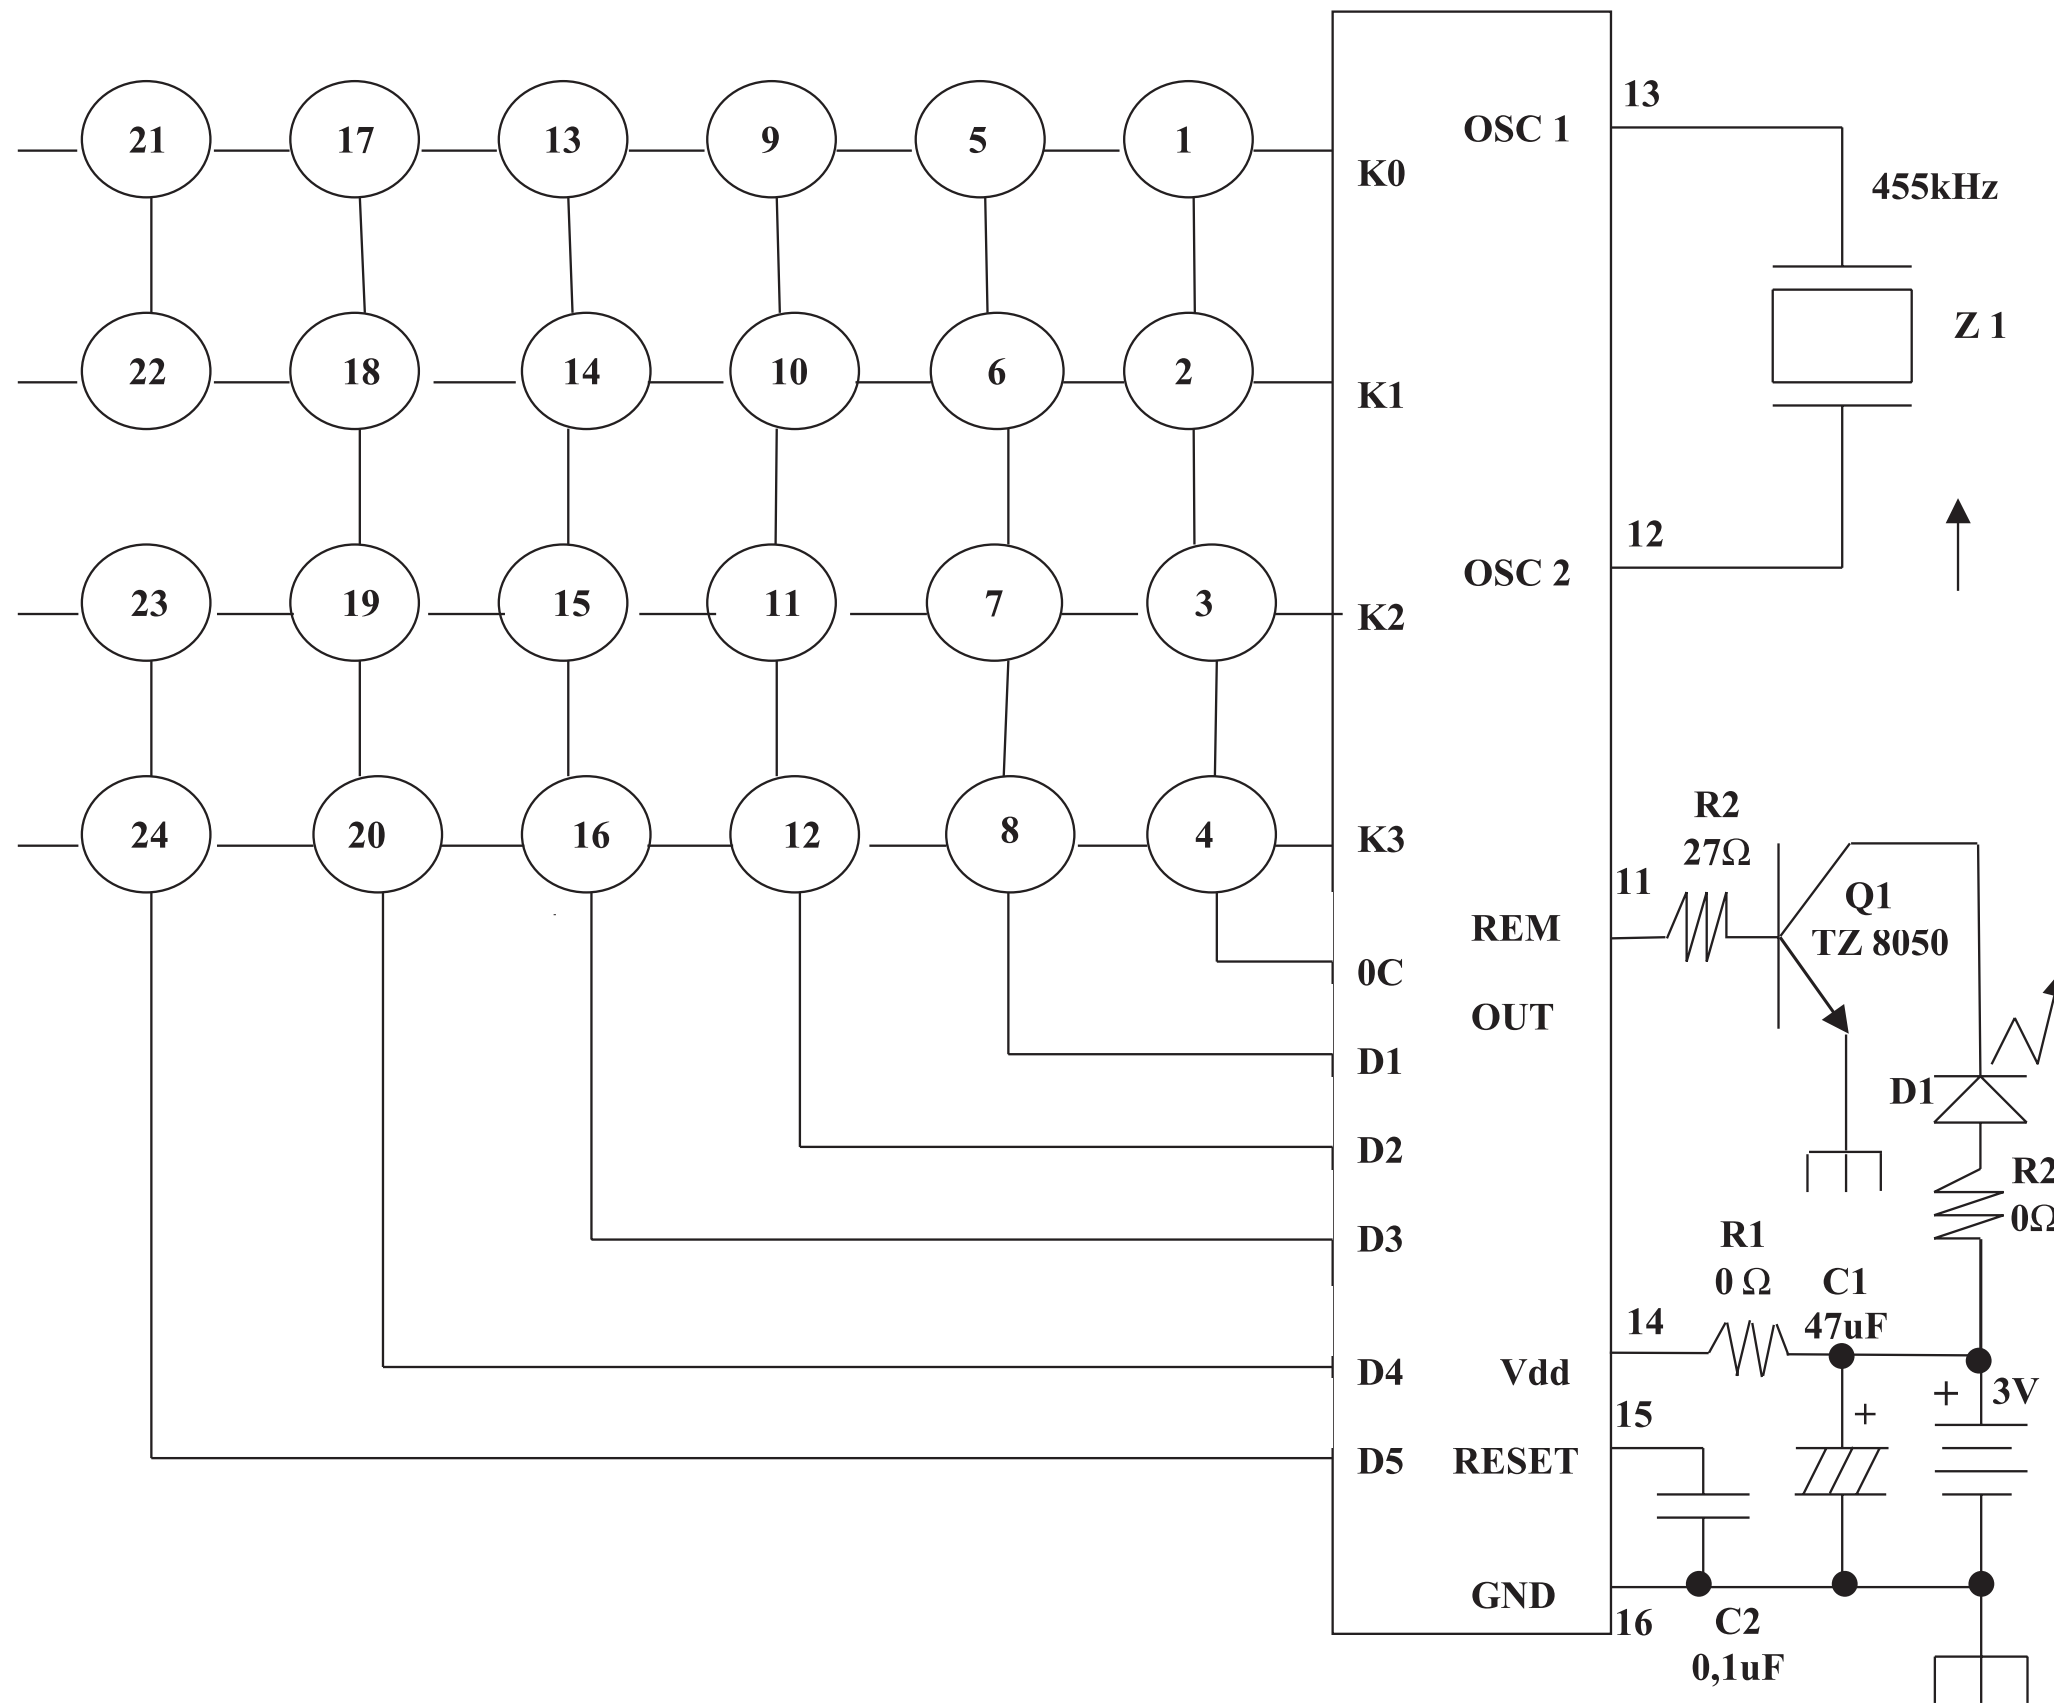 21 17 13 9 5 1
K0
OSC 1
13
455kHz
22 18 14 10 6 2
K1
Z 1
23 19 15 11 7 3
K2
OSC 2
12
24 20 16 12 8 4
K3
R2
27Ω
11
REM
OUT
Q1
TZ 8050
0C
D1
D2
D3
D4
D5
D1
R2
0Ω
R1
0 Ω
C1
47uF
14
Vdd
+
3V
15
+
RESET
GND
16
C2
0,1uF